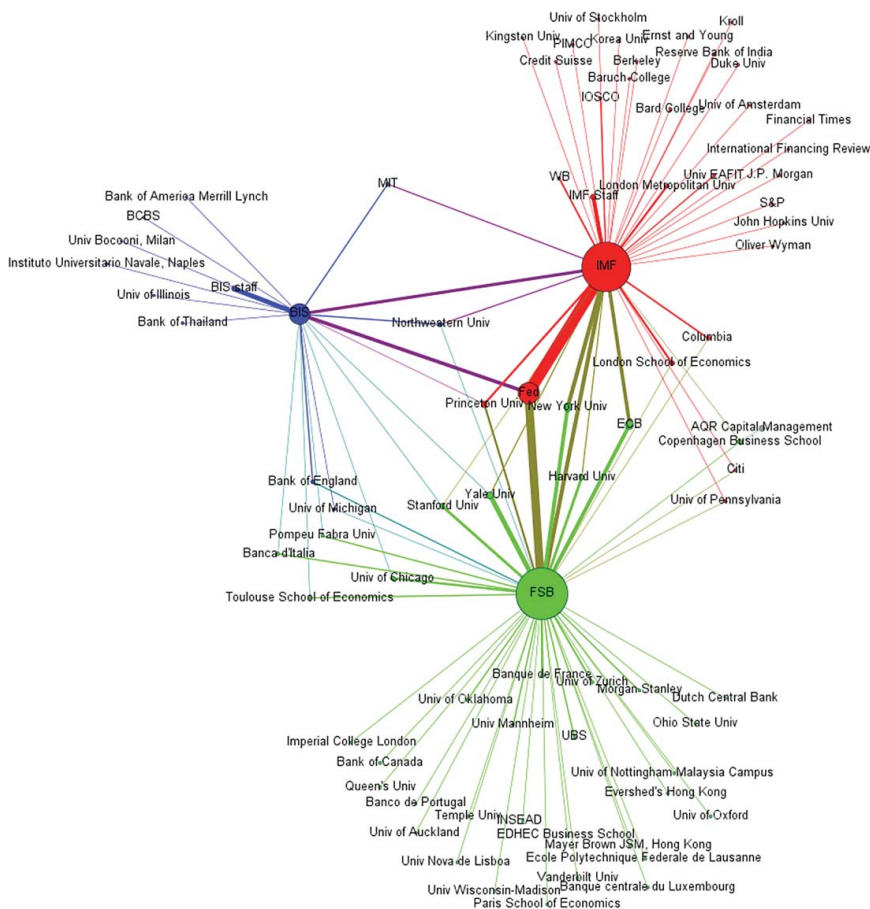 Univ of Stockholm
Kroll
Kingston Univ
PIMCO
Korea Univ
Ernst and Young
Reserve Bank of India
Credit Suisse
Berkeley
Duke Univ
Baruch College
IOSCO
Bard College
Univ of Amsterdam
Financial Times
International Financing Review
WB
Univ EAFIT
J.P. Morgan
MIT
London Metropolitan Univ
IMF Staff
Bank of America Merrill Lynch
S&P
BCBS
John Hopkins Univ
Univ Bocconi, Milan
Oliver Wyman
Instituto Universitario Navale, Naples
IMF
BIS staff
Univ of Illinois
BIS
Bank of Thailand
Northwestern Univ
Columbia
London School of Economics
Fed
Princeton Univ
New York Univ
ECB
AQR Capital Management
Copenhagen Business School
Citi
Harvard Univ
Bank of England
Yale Univ
Stanford Univ
Univ of Pennsylvania
Univ of Michigan
Pompeu Fabra Univ
Banca d'Italia
Univ of Chicago
Toulouse School of Economics
FSB
Banque de France
Univ of Zurich
Morgan Stanley
Dutch Central Bank
Univ of Oklahoma
Univ Mannheim
Ohio State Univ
UBS
Imperial College London
Bank of Canada
Univ of Nottingham-Malaysia Campus
Queen's Univ
Evershed's Hong Kong
Banco de Portugal
Temple Univ
INSEAD
Univ of Oxford
Univ of Auckland
EDHEC Business School
Mayer Brown JSM, Hong Kong
Ecole Polytechnique Federale de Lausanne
Univ Nova de Lisboa
Vanderbilt Univ
Univ Wisconsin-Madison
Banque centrale du Luxembourg
Paris School of Economics